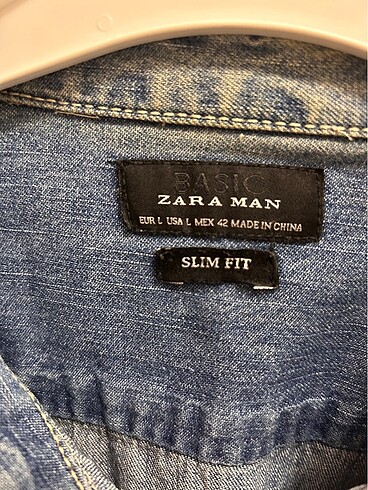 BASIC
ZARA MAN
EUR L USA L MEX 42 MADE IN CHINA
SLIM FIT